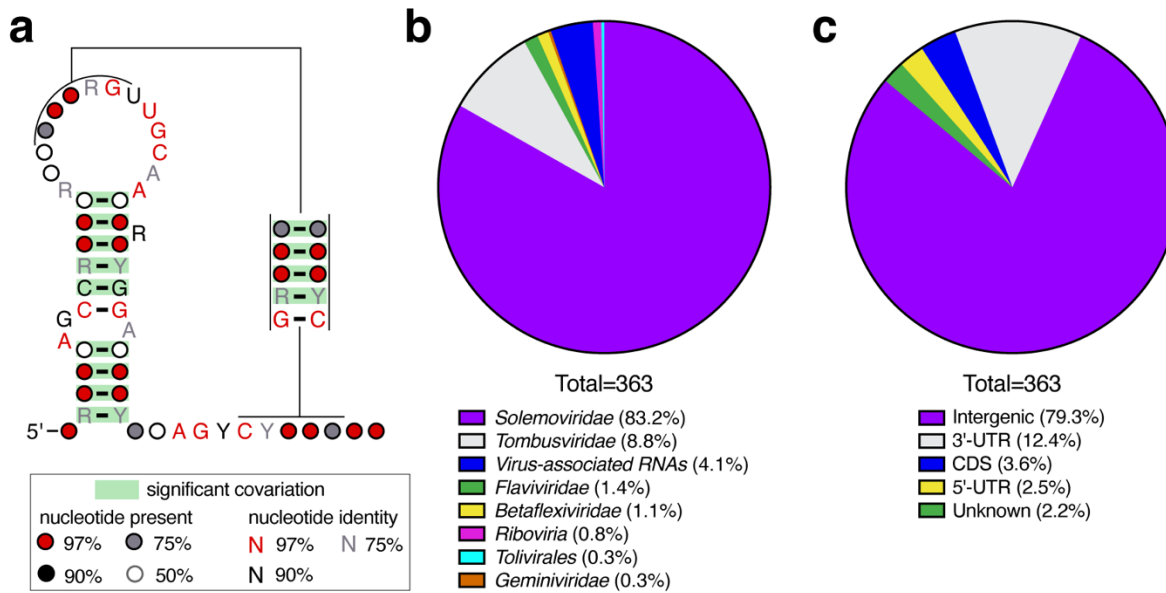 a
R G U U G C A A
R
R
R – Y
C – G
G
C – G
A
A
R – Y
5'–
A G Y C Y
R – Y
G – C
significant covariation
nucleotide present
97%
75%
90%
50%
nucleotide identity
N 97%
N 75%
N 90%
b
Total=363
Solemoviridae (83.2%)
Tombusviridae (8.8%)
Virus-associated RNAs (4.1%)
Flaviviridae (1.4%)
Betaflexiviridae (1.1%)
Riboviria (0.8%)
Tolivirales (0.3%)
Geminiviridae (0.3%)
c
Total=363
Intergenic (79.3%)
3'-UTR (12.4%)
CDS (3.6%)
5'-UTR (2.5%)
Unknown (2.2%)